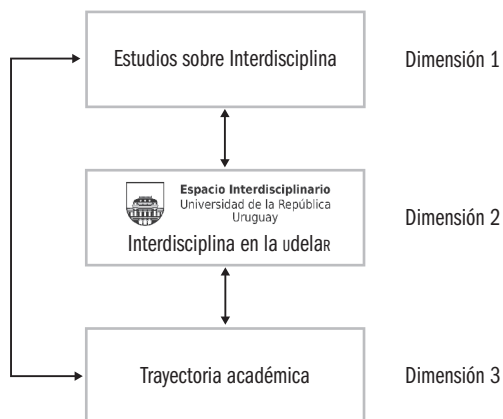 Estudios sobre Interdisciplina
Dimensión 1
Espacio Interdisciplinario
Universidad de la República
Uruguay
Interdisciplina en la udelaR
Dimensión 2
Trayectoria académica
Dimensión 3